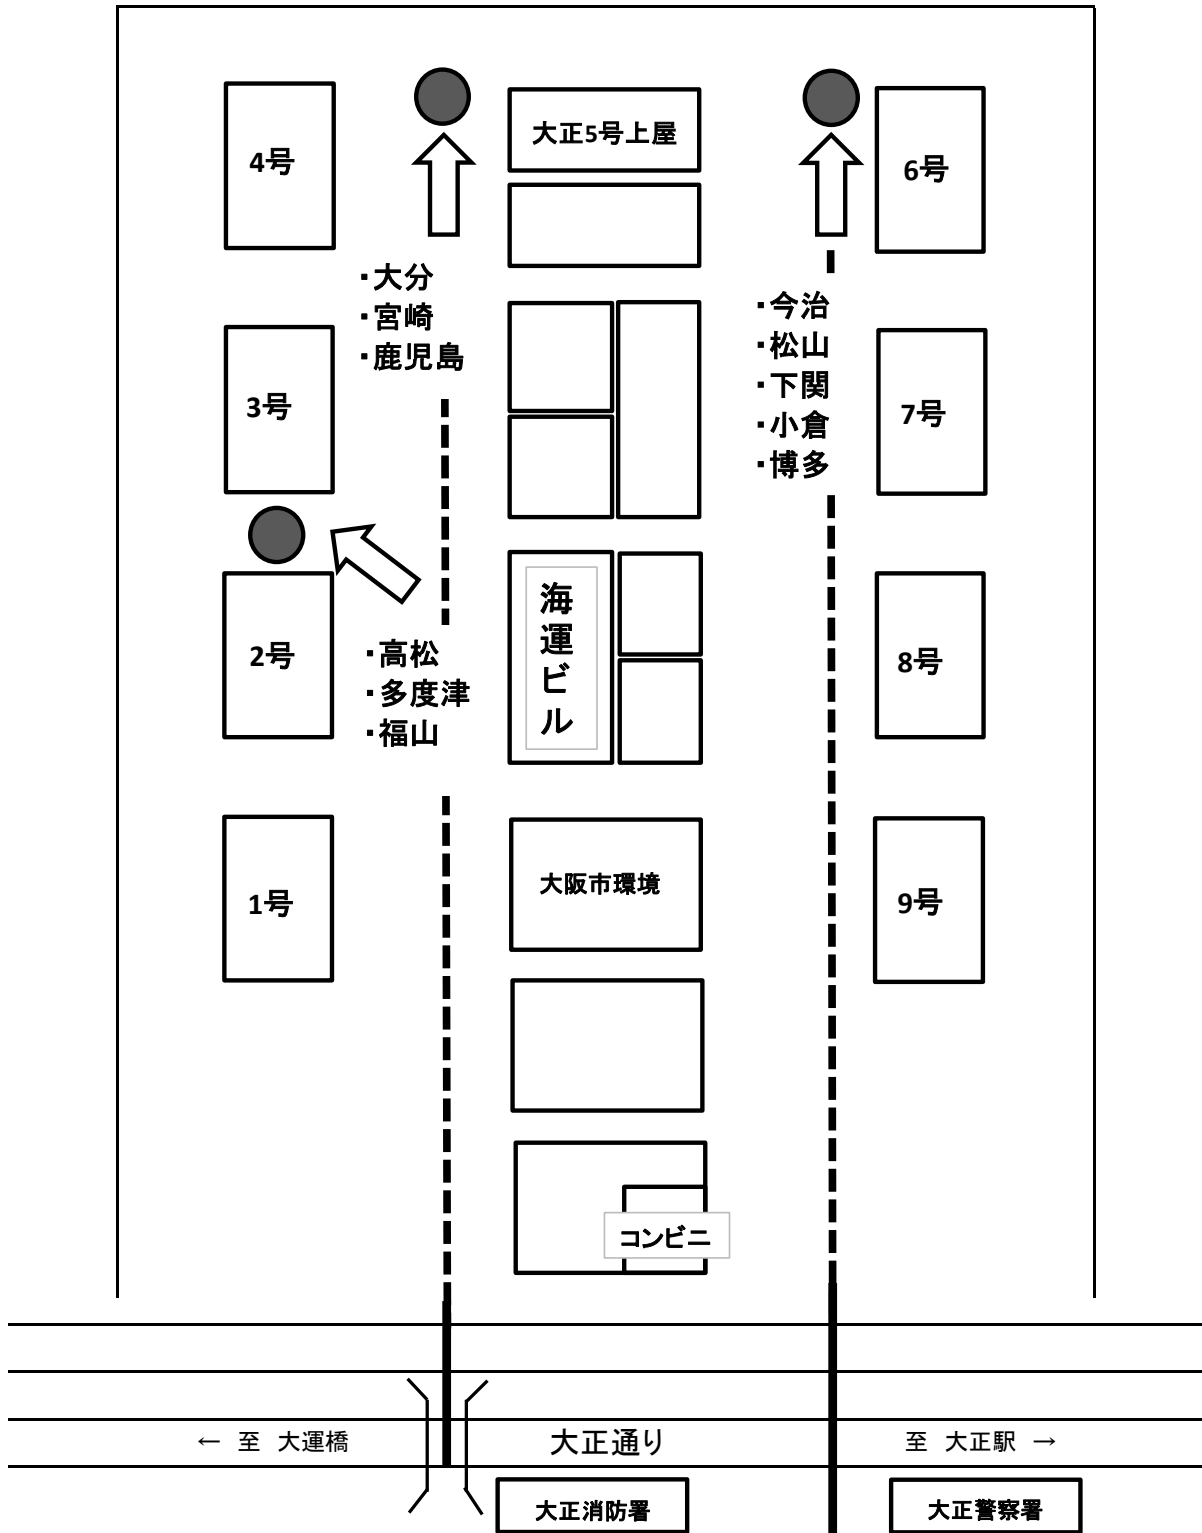 4号
大正5号上屋
6号
・大分
・宮崎
・鹿児島
・今治
・松山
・下関
・小倉
・博多
3号
7号
海運ビル
2号
・高松
・多度津
・福山
8号
1号
大阪市環境
9号
コンビニ
← 至 大運橋
大正通り
至 大正駅 →
大正消防署
大正警察署